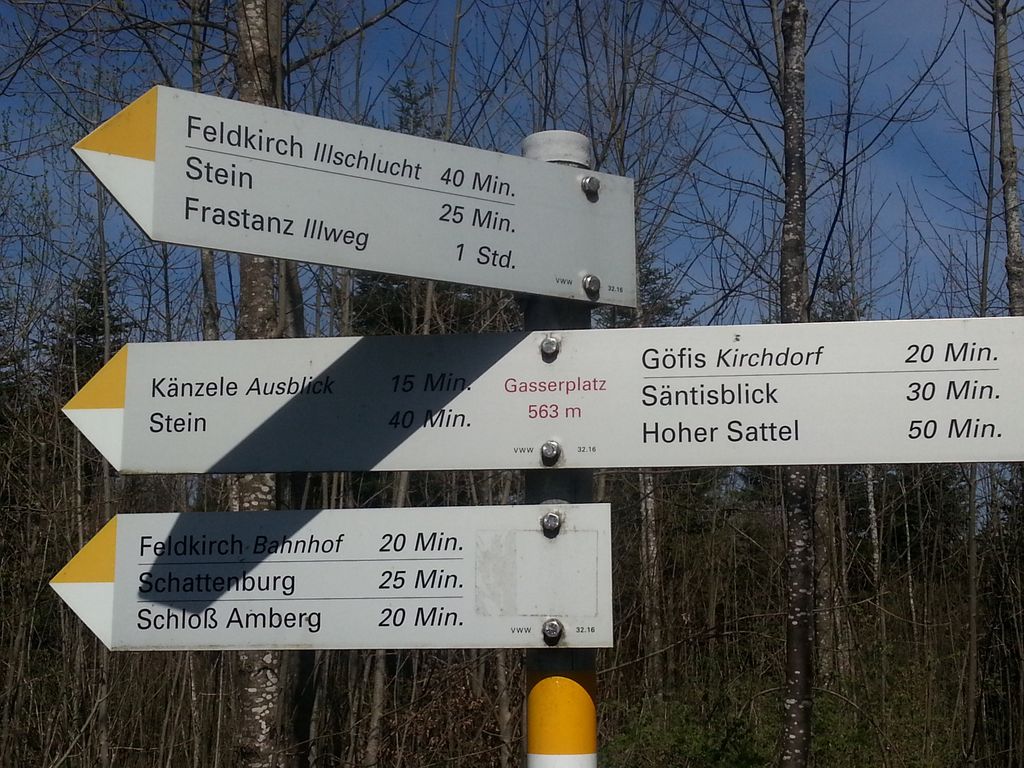 Feldkirch Illschlucht 40 Min.
Stein 25 Min.
Frastanz Illweg 1 Std.
VWW 32.16
Känzele Ausblick 15 Min.
Stein 40 Min.
Gasserplatz
563 m
VWW 32.16
Göfis Kirchdorf 20 Min.
Säntisblick 30 Min.
Hoher Sattel 50 Min.
Feldkirch Bahnhof 20 Min.
Schattenburg 25 Min.
Schloß Amberg 20 Min.
VWW 32.16